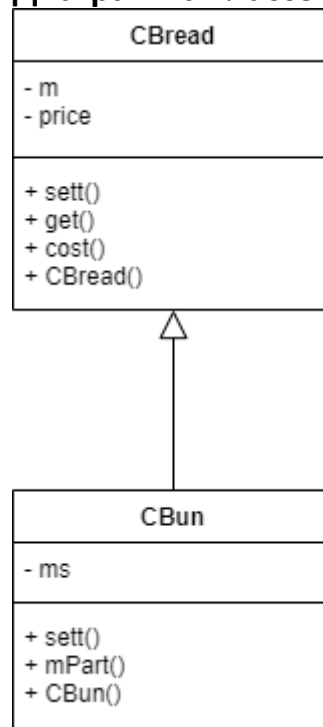 CBread
- m
- price
+ sett()
+ get()
+ cost()
+ CBread()
CBun
- ms
+ sett()
+ mPart()
+ CBun()